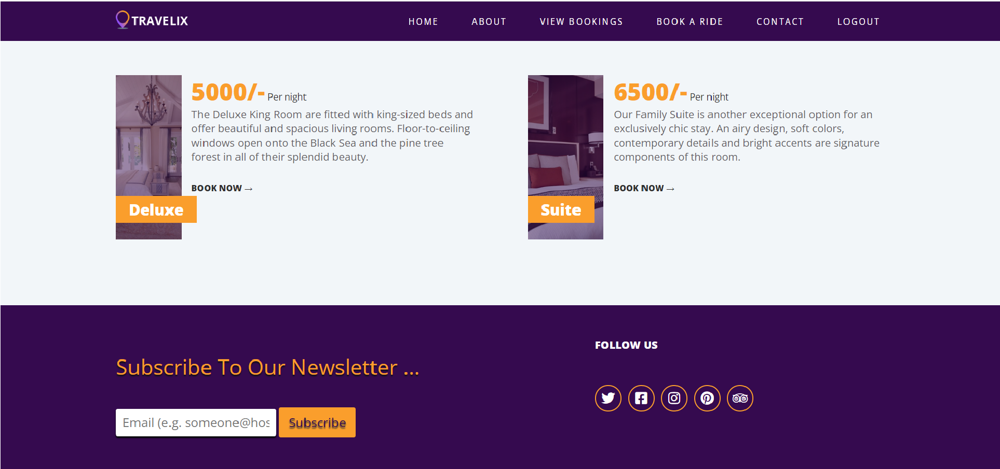 TRAVELIX
HOME ABOUT VIEW BOOKINGS BOOK A RIDE CONTACT LOGOUT
5000/- Per night
The Deluxe King Room are fitted with king-sized beds and
offer beautiful and spacious living rooms. Floor-to-ceiling
windows open onto the Black Sea and the pine tree
forest in all of their splendid beauty.
BOOK NOW →
Deluxe
6500/- Per night
Our Family Suite is another exceptional option for an
exclusively chic stay. An airy design, soft colors,
contemporary details and bright accents are signature
components of this room.
BOOK NOW →
Suite
Subscribe To Our Newsletter ...
Email (e.g. someone@hos
Subscribe
FOLLOW US